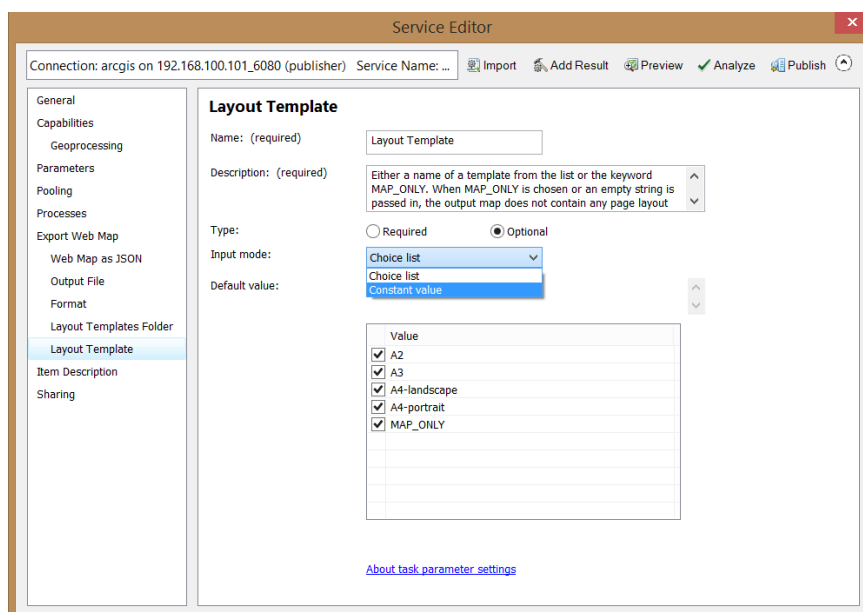 Service Editor
x
Connection: arcgis on 192.168.100.101_6080 (publisher) Service Name: ... Import Add Result Preview Analyze Publish
General
Capabilities
Geoprocessing
Parameters
Pooling
Processes
Export Web Map
Web Map as JSON
Output File
Format
Layout Templates Folder
Layout Template
Item Description
Sharing
Layout Template
Name: (required) Layout Template
Description: (required) Either a name of a template from the list or the keyword
MAP_ONLY. When MAP_ONLY is chosen or an empty string is
passed in, the output map does not contain any page layout
Type: Required Optional
Input mode: Choice list
Choice list
Default value: Constant value
Value
A2
A3
A4-landscape
A4-portrait
MAP_ONLY
About task parameter settings